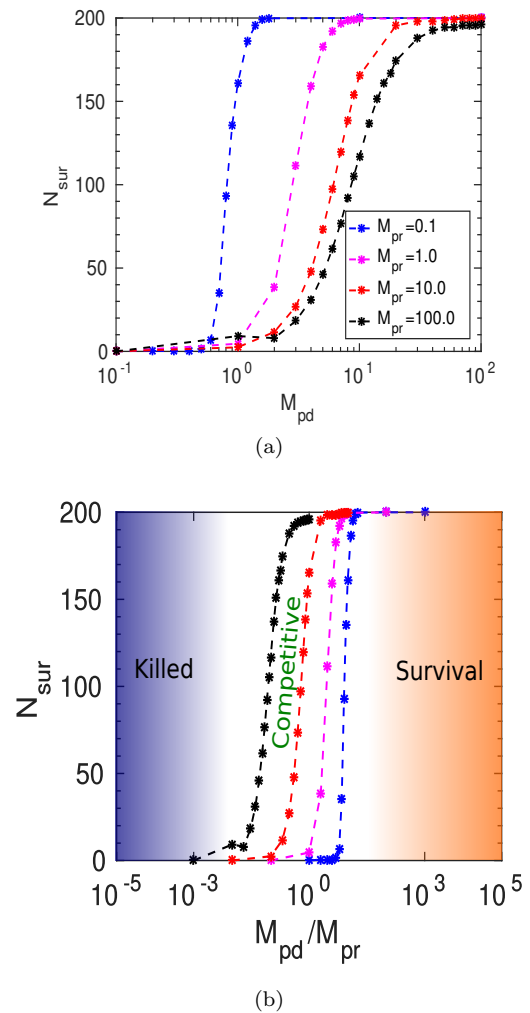 200
150
100
50
0
N_sur
M_pr=0.1
M_pr=1.0
M_pr=10.0
M_pr=100.0
10^-1 10^0 10^1 10^2
M_pd
(a)
200
150
100
50
0
N_sur
Killed
Competitive
Survival
10^-5 10^-3 10^0 10^3 10^5
M_pd/M_pr
(b)